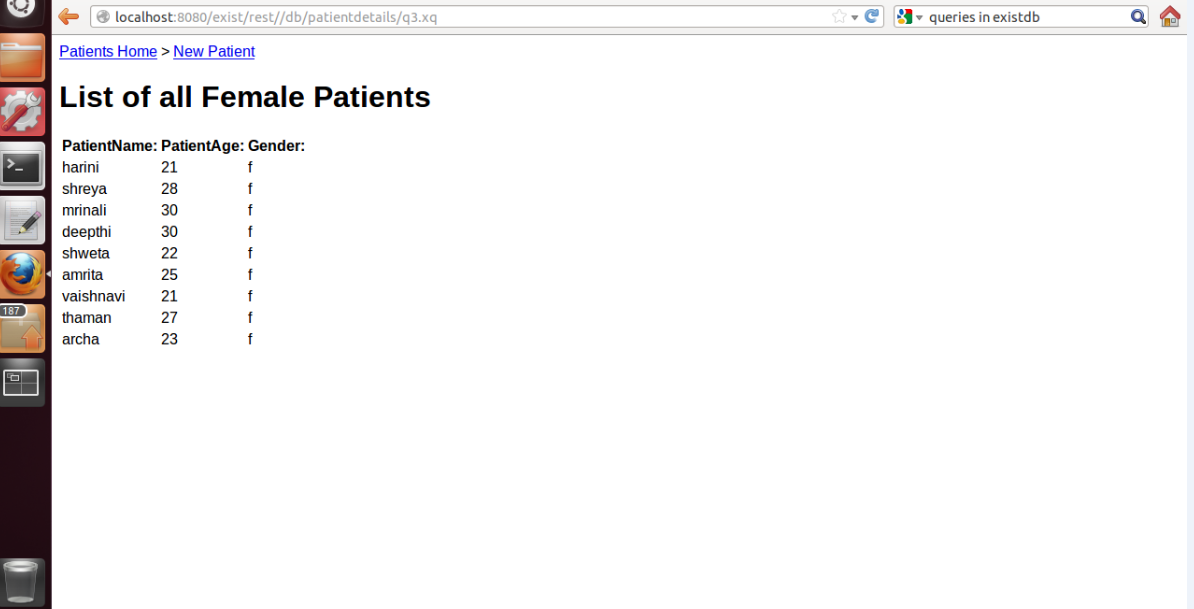 localhost:8080/exist/rest//db/patientdetails/q3.xq
queries in existdb
Patients Home > New Patient
List of all Female Patients
PatientName: PatientAge: Gender:
harini 21 f
shreya 28 f
mrinali 30 f
deepthi 30 f
shweta 22 f
amrita 25 f
vaishnavi 21 f
thaman 27 f
archa 23 f
187